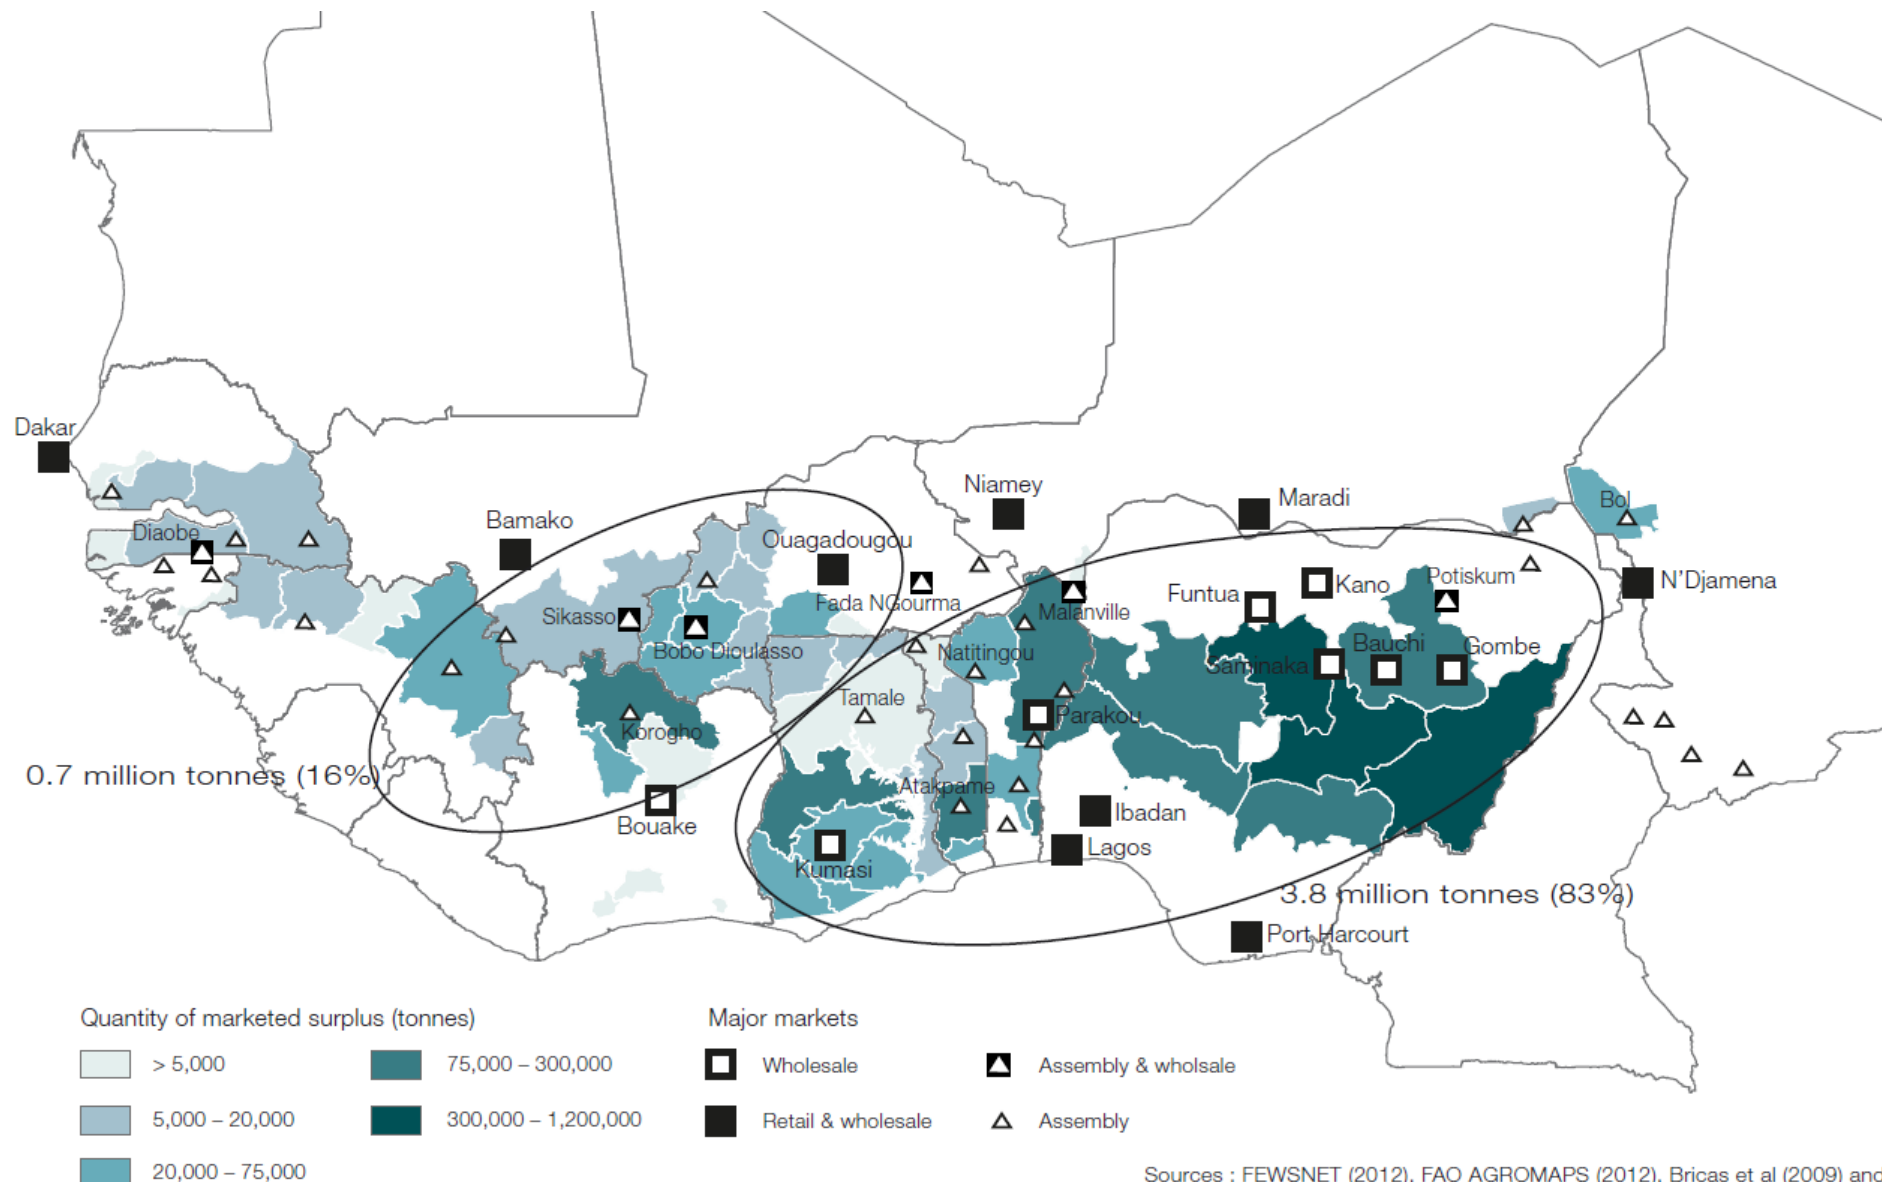 Dakar
Niamey
Maradi
Bol
Diaobe
Bamako
Ouagadougou
N'Djamena
Kano
Potiskum
Funtua
Fada NGourma
Malanville
Sikasso
Bobo Dioulasso
Natitingou
Saminaka
Bauchi
Gombe
Tamale
Parakou
Korogho
0.7 million tonnes (16%)
Atakpame
Ibadan
Bouake
Lagos
Kumasi
3.8 million tonnes (83%)
Port Harcourt
Quantity of marketed surplus (tonnes)
> 5,000
5,000 – 20,000
20,000 – 75,000
75,000 – 300,000
300,000 – 1,200,000
Major markets
Wholesale
Retail & wholesale
Assembly & wholsale
Assembly
Sources : FEWSNET (2012), FAO AGROMAPS (2012), Bricas et al (2009) and